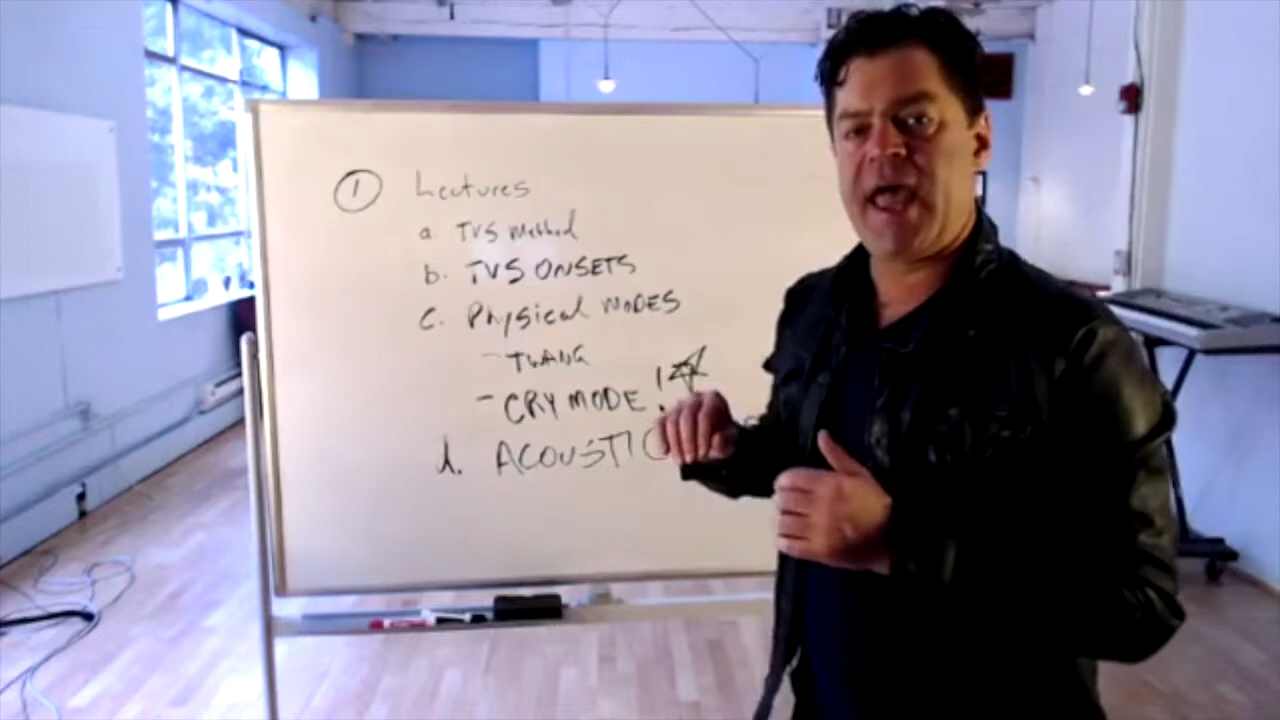 ① Lectures
a. TVS Method
b. TVS ONSETS
c. Physical MODES
- TWANG
- CRY MODE! ☆
d. ACOUSTIC